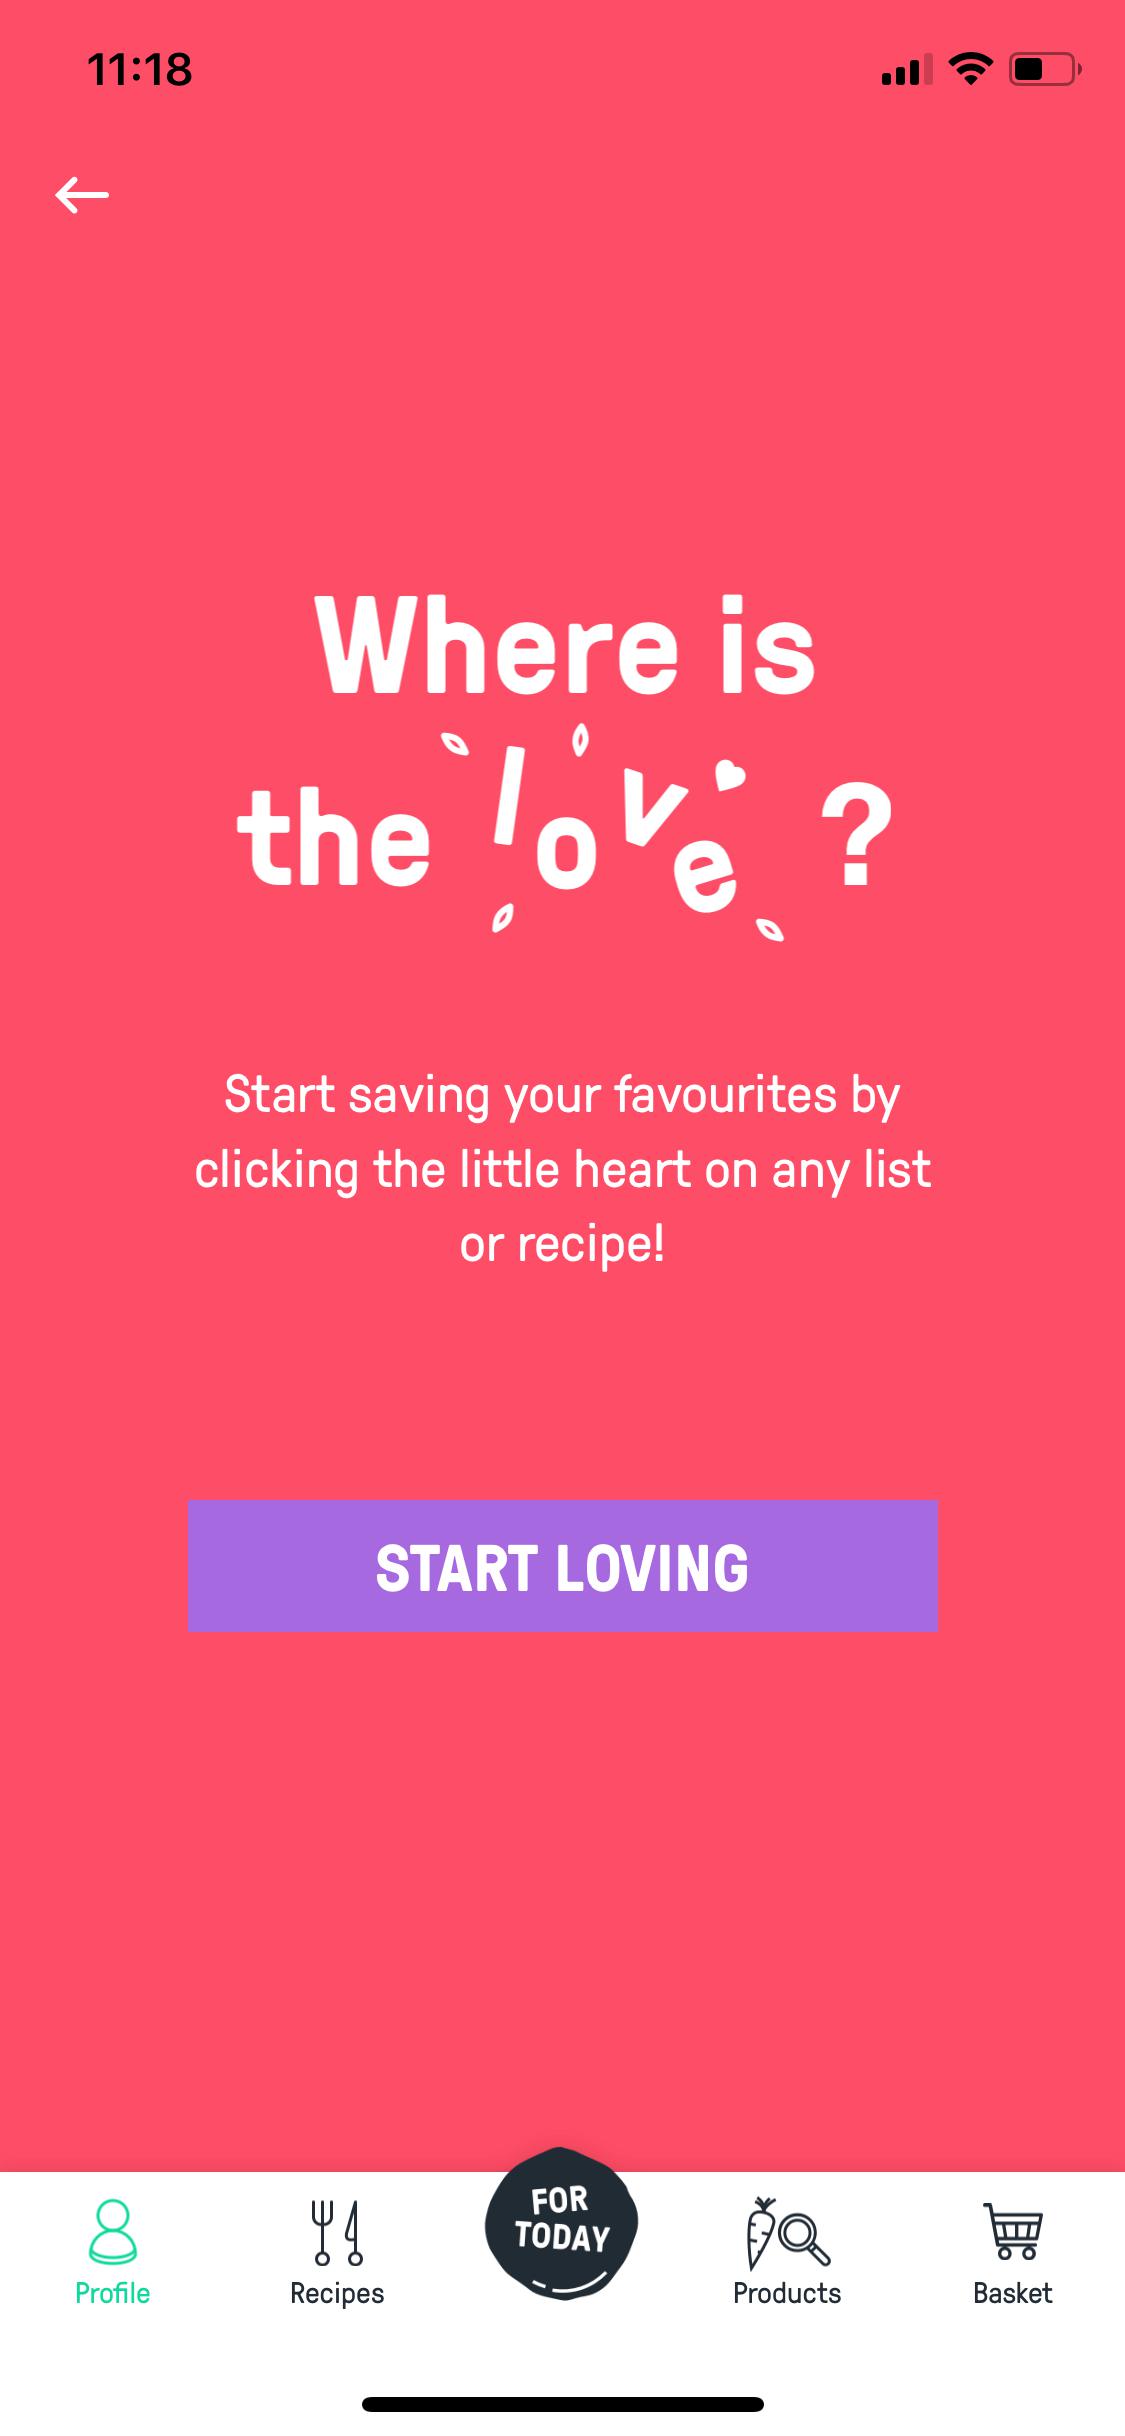 11:18
Where is
the love ?
Start saving your favourites by
clicking the little heart on any list
or recipe!
START LOVING
FOR
TODAY
Profile
Recipes
Products
Basket